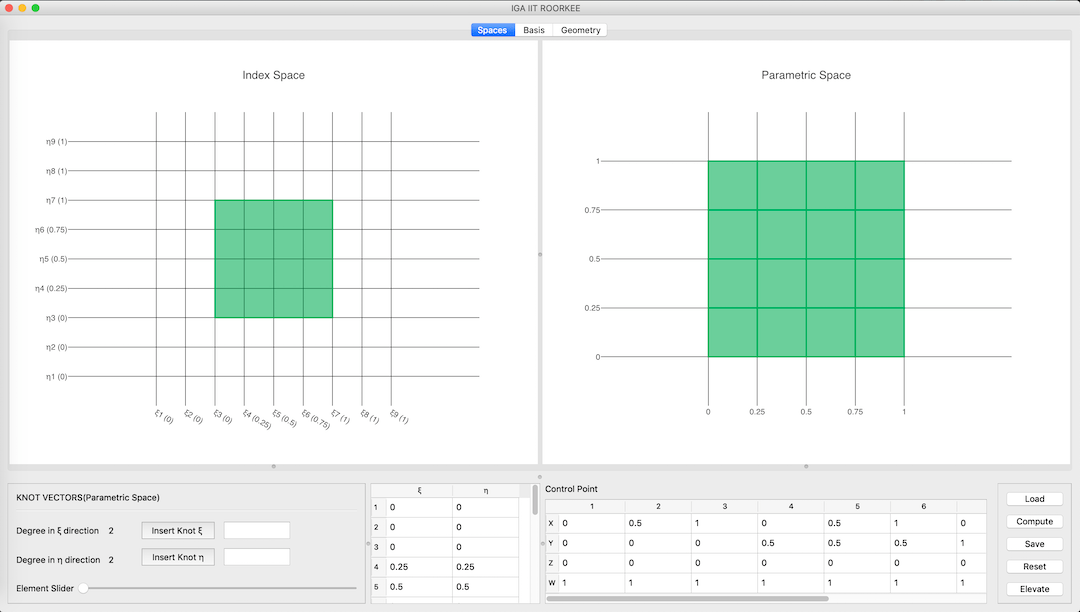 IGA IIT ROORKEE
Spaces Basis Geometry
Index Space
η9 (1)
η8 (1)
η7 (1)
η6 (0.75)
η5 (0.5)
η4 (0.25)
η3 (0)
η2 (0)
η1 (0)
ξ1 (0) ξ2 (0) ξ3 (0) ξ4 (0.25) ξ5 (0.5) ξ6 (0.75) ξ7 (1) ξ8 (1) ξ9 (1)
Parametric Space
1
0.75
0.5
0.25
0
0 0.25 0.5 0.75 1
KNOT VECTORS(Parametric Space)
Degree in ξ direction 2 Insert Knot ξ
Degree in η direction 2 Insert Knot η
Element Slider
ξ η
1 0 0
2 0 0
3 0 0
4 0.25 0.25
5 0.5 0.5
Control Point
1 2 3 4 5 6
X 0 0.5 1 0 0.5 1 0
Y 0 0 0 0.5 0.5 0.5 1
Z 0 0 0 0 0 0 0
W 1 1 1 1 1 1 1
Load
Compute
Save
Reset
Elevate